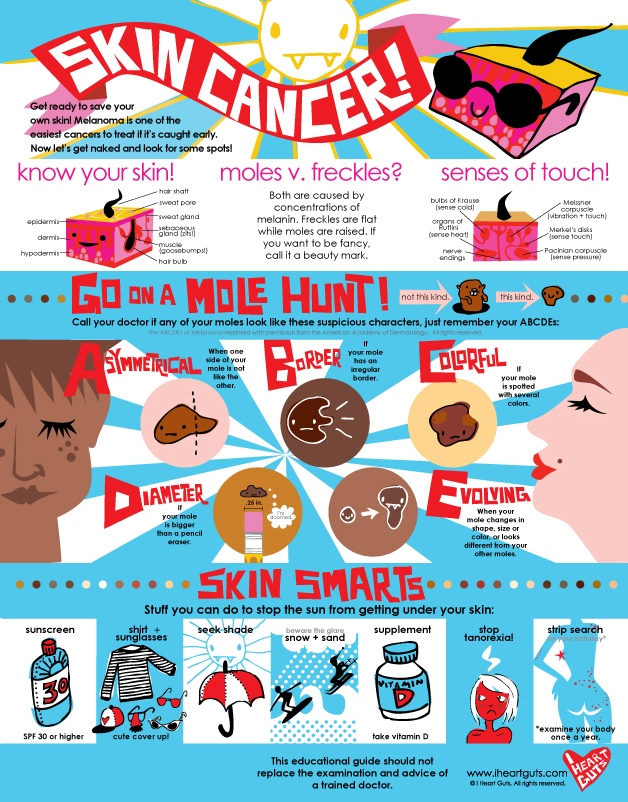 SKIN CANCER!
Get ready to save your
own skin! Melanoma is one of the
easiest cancers to treat if it's caught early.
Now let's get naked and look for some spots!
know your skin!
hair shaft
sweat pore
sweat gland
sebaceous
gland (zits!)
muscle
(goosebumps!)
hair bulb
epidermis
dermis
hypodermis
moles v. freckles?
Both are caused by
concentrations of
melanin. Freckles are flat
while moles are raised. If
you want to be fancy,
call it a beauty mark.
senses of touch!
bulbs of Krause
(sense cold)
organs of
Ruffini
(sense heat)
nerve
endings
Meissner
corpuscle
(vibration + touch)
Merkel's disks
(sense touch)
Pacinian corpuscle
(sense pressure)
GO ON A MOLE HUNT!
not this kind.
this kind.
Call your doctor if any of your moles look like these suspicious characters, just remember your ABCDEs:
The ABCDEs of Melanoma reprinted with permission from the American Academy of Dermatology. All rights reserved.
ASYMMETRICAL
When one
side of your
mole is not
like the
other.
BORDER
If
your mole
has an
irregular
border.
COLORFUL
If
your mole
is spotted
with several
colors.
DIAMETER
If
your mole
is bigger
than a pencil
eraser.
.25 in.
I'm
doomed.
EVOLVING
When your
mole changes in
shape, size or
color, or looks
different from your
other moles.
SKIN SMARTS
Stuff you can do to stop the sun from getting under your skin:
sunscreen
30
SPF 30 or higher
shirt +
sunglasses
cute cover up!
seek shade
beware the glare
snow + sand
supplement
VITAMIN
D
take vitamin D
stop
tanorexia!
strip search
on your birthday*
*examine your body
once a year.
This educational guide should not
replace the examination and advice of
a trained doctor.
www.iheartguts.com
© I Heart Guts. All rights reserved.
I
HEART
GUTS